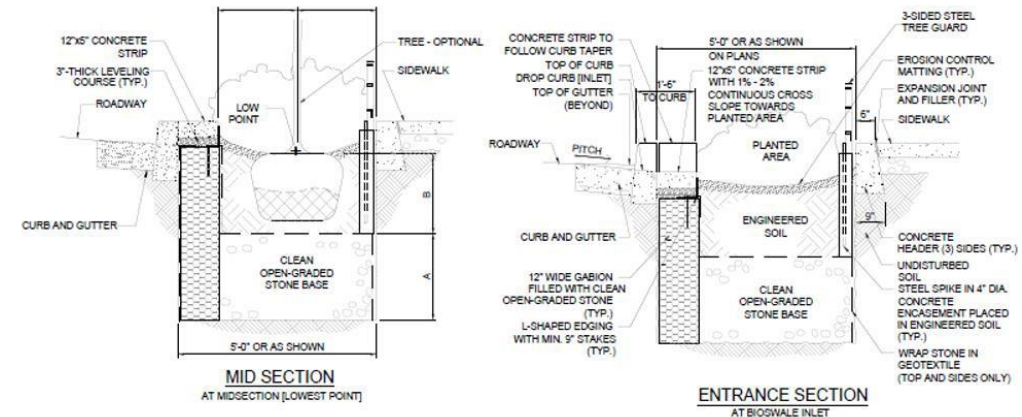 12"x5" CONCRETE
STRIP
3"-THICK LEVELING
COURSE (TYP.)
ROADWAY
LOW
POINT
TREE - OPTIONAL
SIDEWALK
CURB AND GUTTER
B
A
CLEAN
OPEN-GRADED
STONE BASE
5'-0" OR AS SHOWN
MID SECTION
AT MIDSECTION [LOWEST POINT]
CONCRETE STRIP TO
FOLLOW CURB TAPER
TOP OF CURB
DROP CURB [INLET]
TOP OF GUTTER
(BEYOND)
ROADWAY
PITCH
5'-0" OR AS SHOWN
ON PLANS
1'-6"
TO CURB
12"x5" CONCRETE STRIP
WITH 1% - 2%
CONTINUOUS CROSS
SLOPE TOWARDS
PLANTED AREA
PLANTED
AREA
ENGINEERED
SOIL
CLEAN
OPEN-GRADED
STONE BASE
CURB AND GUTTER
12" WIDE GABION
FILLED WITH CLEAN
OPEN-GRADED STONE
(TYP.)
L-SHAPED EDGING
WITH MIN. 9" STAKES
(TYP.)
3-SIDED STEEL
TREE GUARD
EROSION CONTROL
MATTING (TYP.)
EXPANSION JOINT
AND FILLER (TYP.)
6"
SIDEWALK
9"
CONCRETE
HEADER (3) SIDES (TYP.)
UNDISTURBED
SOIL
STEEL SPIKE IN 4" DIA.
CONCRETE
ENCASEMENT PLACED
IN ENGINEERED SOIL
(TYP.)
WRAP STONE IN
GEOTEXTILE
(TOP AND SIDES ONLY)
ENTRANCE SECTION
AT BIOSWALE INLET